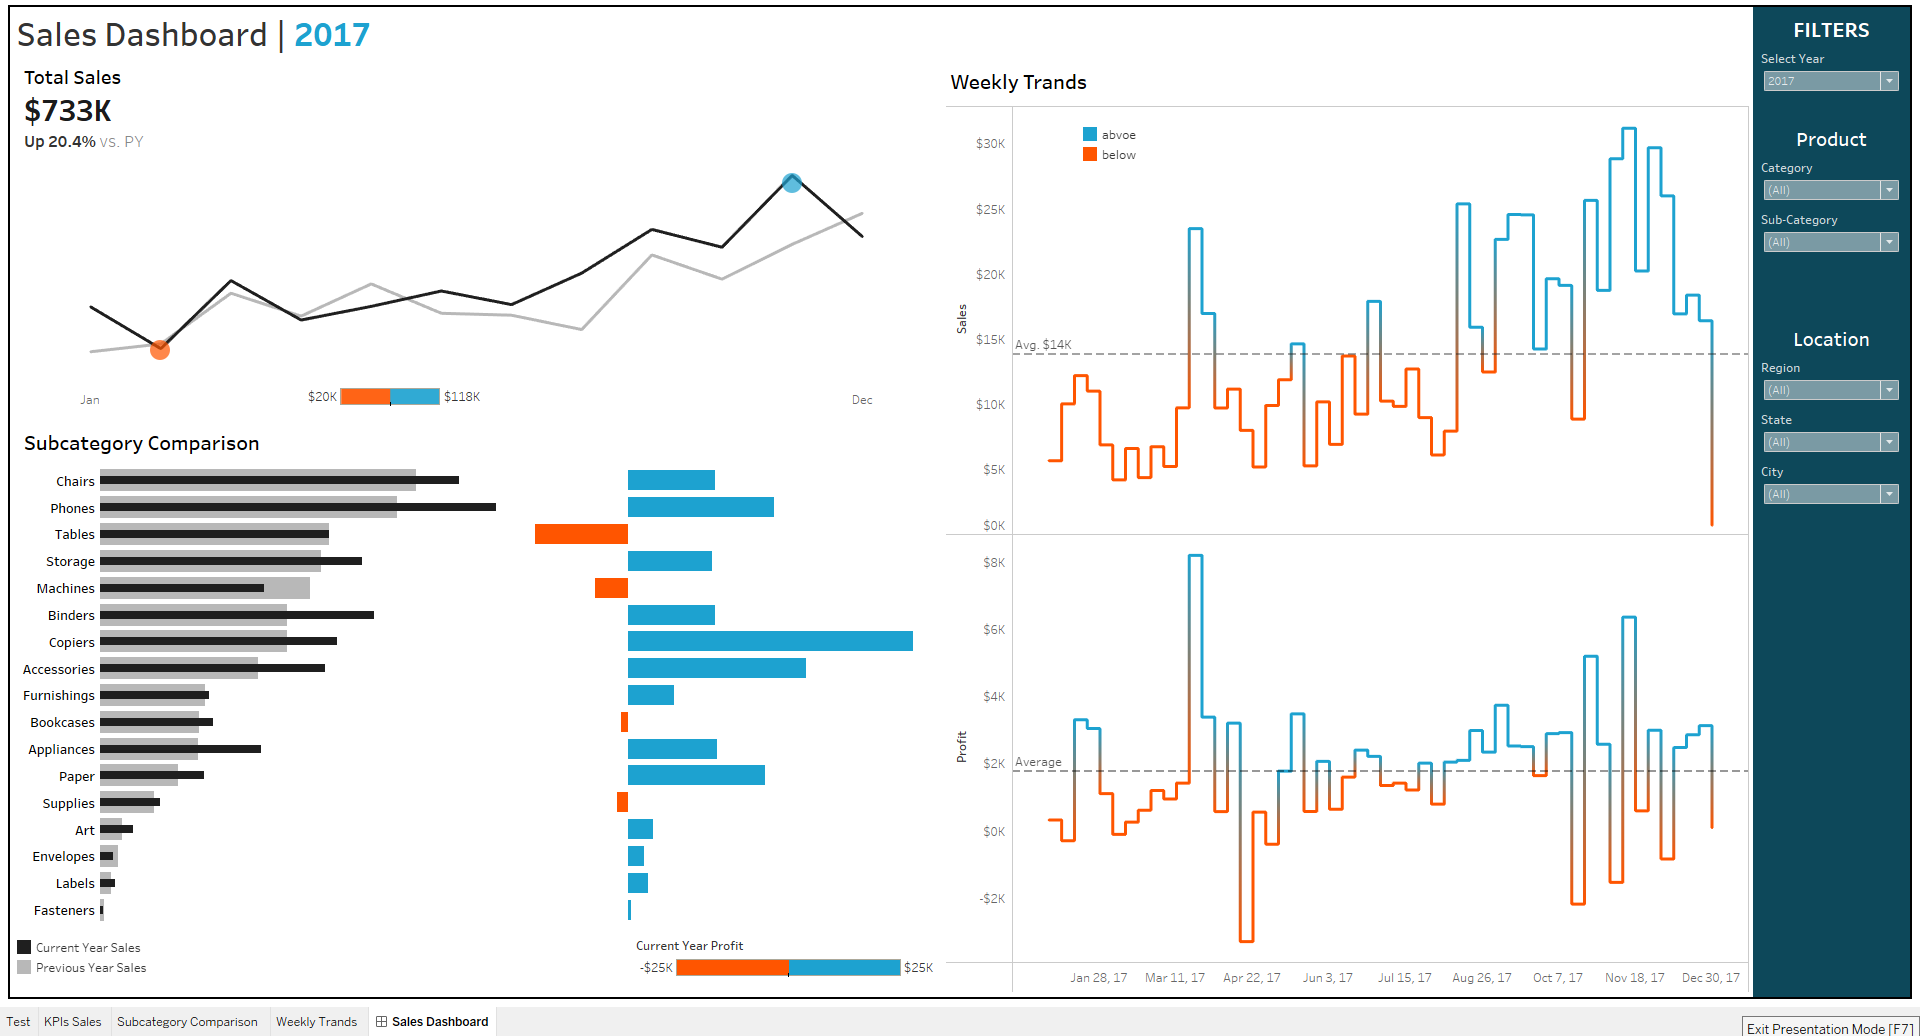 Sales Dashboard | 2017
Total Sales
$733K
Up 20.4% vs. PY
Jan
$20K
$118K
Dec
Subcategory Comparison
Chairs
Phones
Tables
Storage
Machines
Binders
Copiers
Accessories
Furnishings
Bookcases
Appliances
Paper
Supplies
Art
Envelopes
Labels
Fasteners
Current Year Sales
Previous Year Sales
Current Year Profit
-$25K
$25K
Weekly Trands
abvoe
below
Sales
$30K
$25K
$20K
$15K
$10K
$5K
$0K
Avg. $14K
Profit
$8K
$6K
$4K
$2K
$0K
-$2K
Average
Jan 28, 17
Mar 11, 17
Apr 22, 17
Jun 3, 17
Jul 15, 17
Aug 26, 17
Oct 7, 17
Nov 18, 17
Dec 30, 17
FILTERS
Select Year
2017
Product
Category
(All)
Sub-Category
(All)
Location
Region
(All)
State
(All)
City
(All)
Test
KPIs Sales
Subcategory Comparison
Weekly Trands
Sales Dashboard
Exit Presentation Mode [F7]